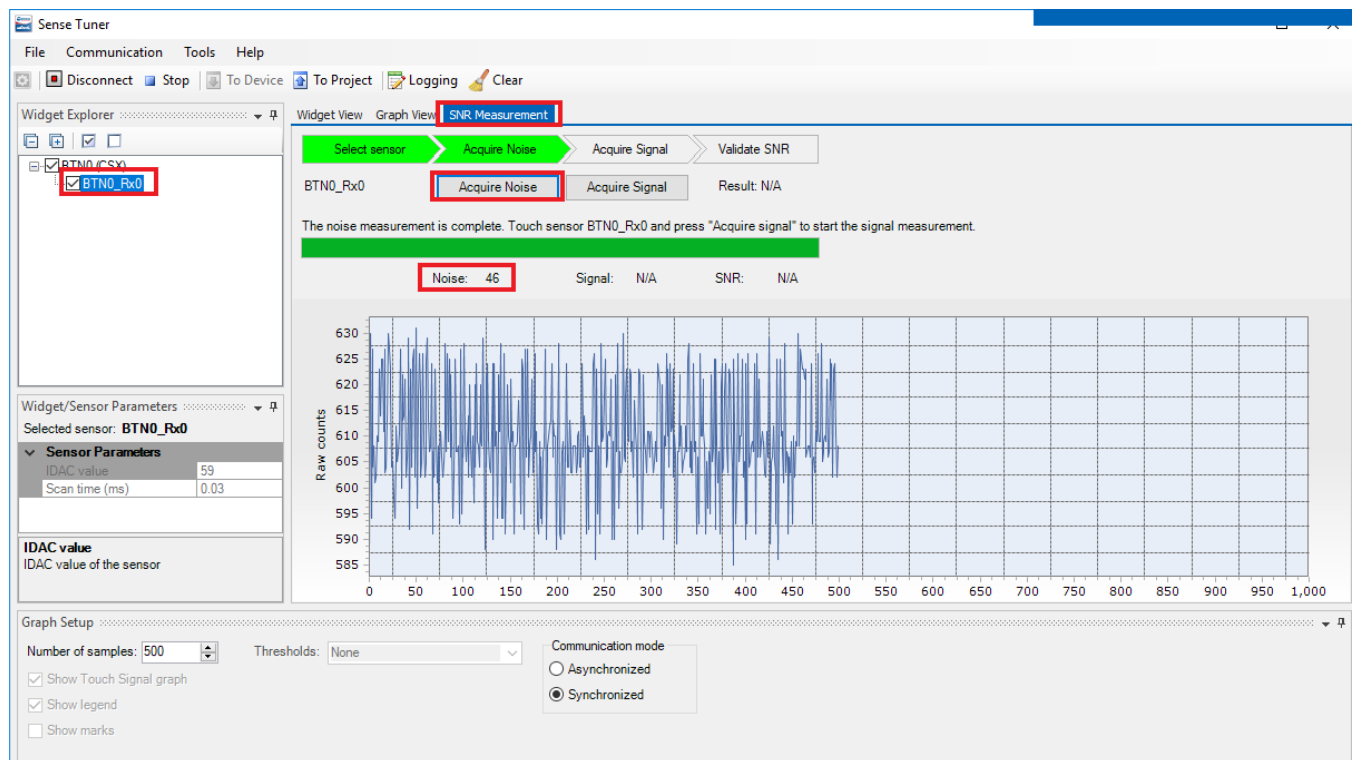 Sense Tuner
File Communication Tools Help
Disconnect Stop To Device To Project Logging Clear
Widget Explorer
BTN0 (CSX)
BTN0_Rx0
Widget View Graph View SNR Measurement
Select sensor Acquire Noise Acquire Signal Validate SNR
BTN0_Rx0 Acquire Noise Acquire Signal Result: N/A
The noise measurement is complete. Touch sensor BTN0_Rx0 and press "Acquire signal" to start the signal measurement.
Noise: 46 Signal: N/A SNR: N/A
630
625
620
615
610
605
600
595
590
585
Raw counts
0 50 100 150 200 250 300 350 400 450 500 550 600 650 700 750 800 850 900 950 1,000
Widget/Sensor Parameters
Selected sensor: BTN0_Rx0
Sensor Parameters
IDAC value 59
Scan time (ms) 0.03
IDAC value
IDAC value of the sensor
Graph Setup
Number of samples: 500 Thresholds: None
Show Touch Signal graph
Show legend
Show marks
Communication mode
Asynchronized
Synchronized